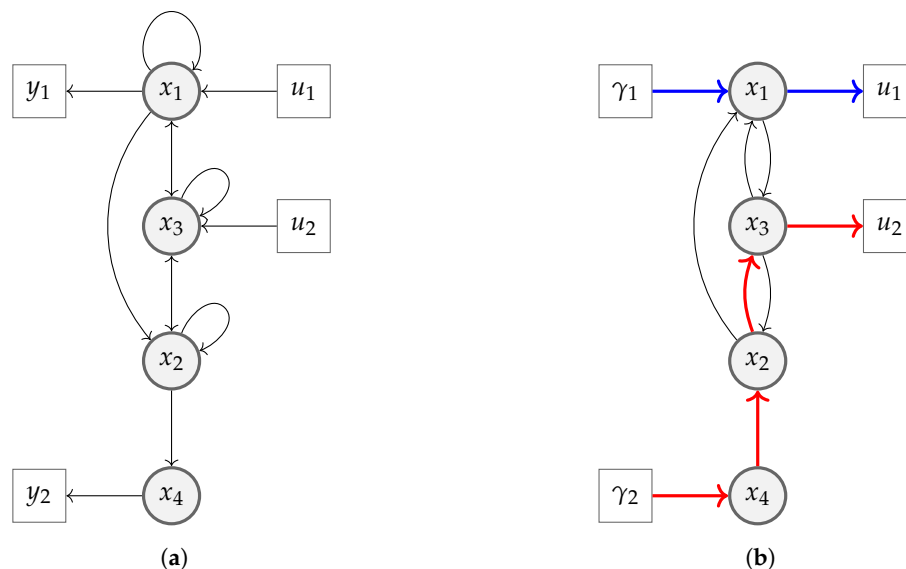 y₁ x₁ u₁ γ₁ x₁ u₁
x₃ u₂ x₃ u₂
x₂ x₂
y₂ x₄ γ₂ x₄
(a) (b)